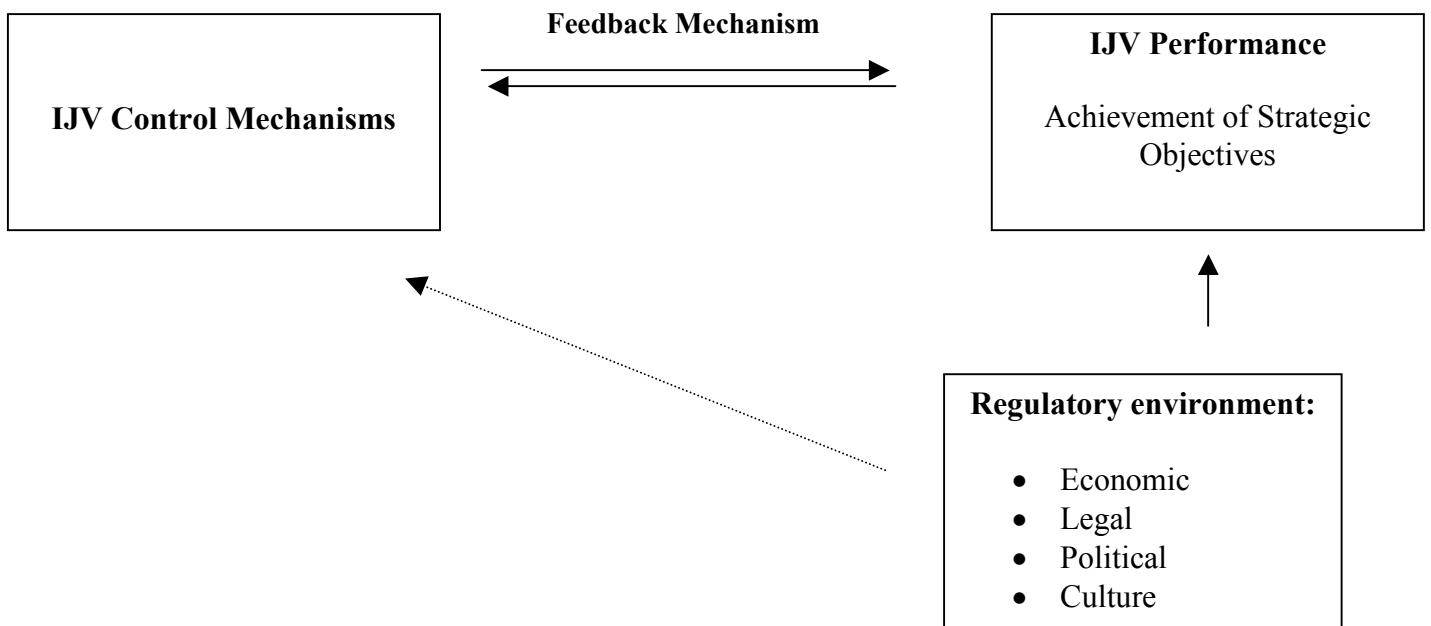 Feedback Mechanism
IJV Control Mechanisms
IJV Performance
Achievement of Strategic
Objectives
Regulatory environment:
• Economic
• Legal
• Political
• Culture